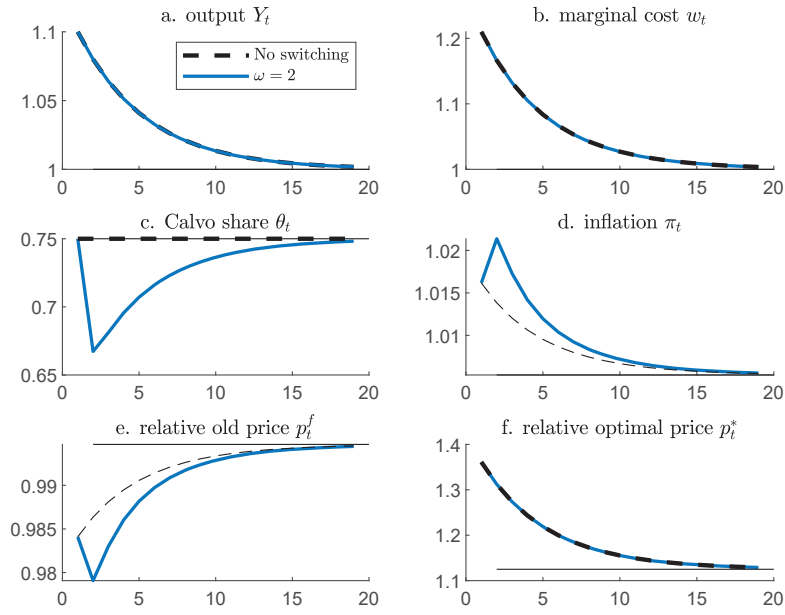 a. output Y_t
1.1
1.05
1
0 5 10 15 20
No switching
ω = 2
b. marginal cost w_t
1.2
1.1
1
0 5 10 15 20
c. Calvo share θ_t
0.75
0.7
0.65
0 5 10 15 20
d. inflation π_t
1.02
1.015
1.01
0 5 10 15 20
e. relative old price p_t^f
0.99
0.985
0.98
0 5 10 15 20
f. relative optimal price p_t^*
1.4
1.3
1.2
1.1
0 5 10 15 20